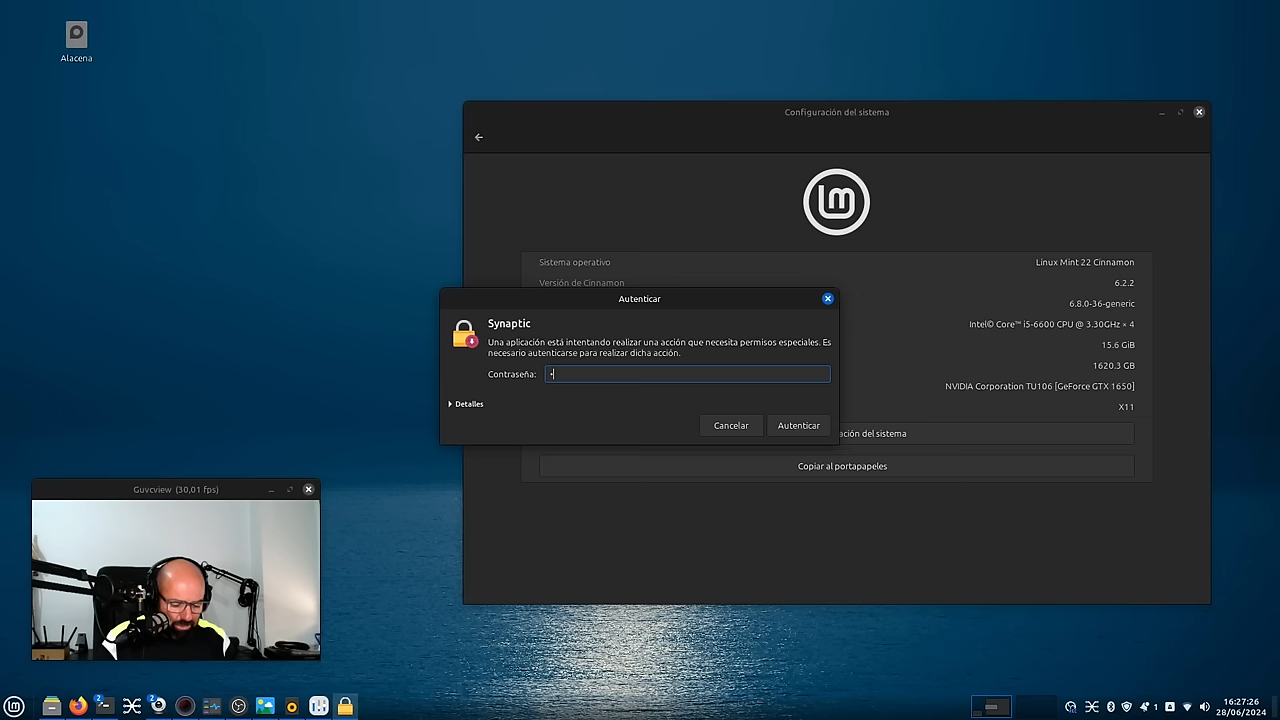 Alacena
Configuración del sistema
Sistema operativo
Linux Mint 22 Cinnamon
Versión de Cinnamon
6.2.2
6.8.0-36-generic
Intel© Core™ i5-6600 CPU @ 3.30GHz × 4
15.6 GiB
1620.3 GB
NVIDIA Corporation TU106 [GeForce GTX 1650]
X11
ación del sistema
Copiar al portapapeles
Autenticar
Synaptic
Una aplicación está intentando realizar una acción que necesita permisos especiales. Es
necesario autenticarse para realizar dicha acción.
Contraseña:
Detalles
Cancelar
Autenticar
Guvcview (30,01 fps)
2
2
1
A
16:27:26
28/06/2024